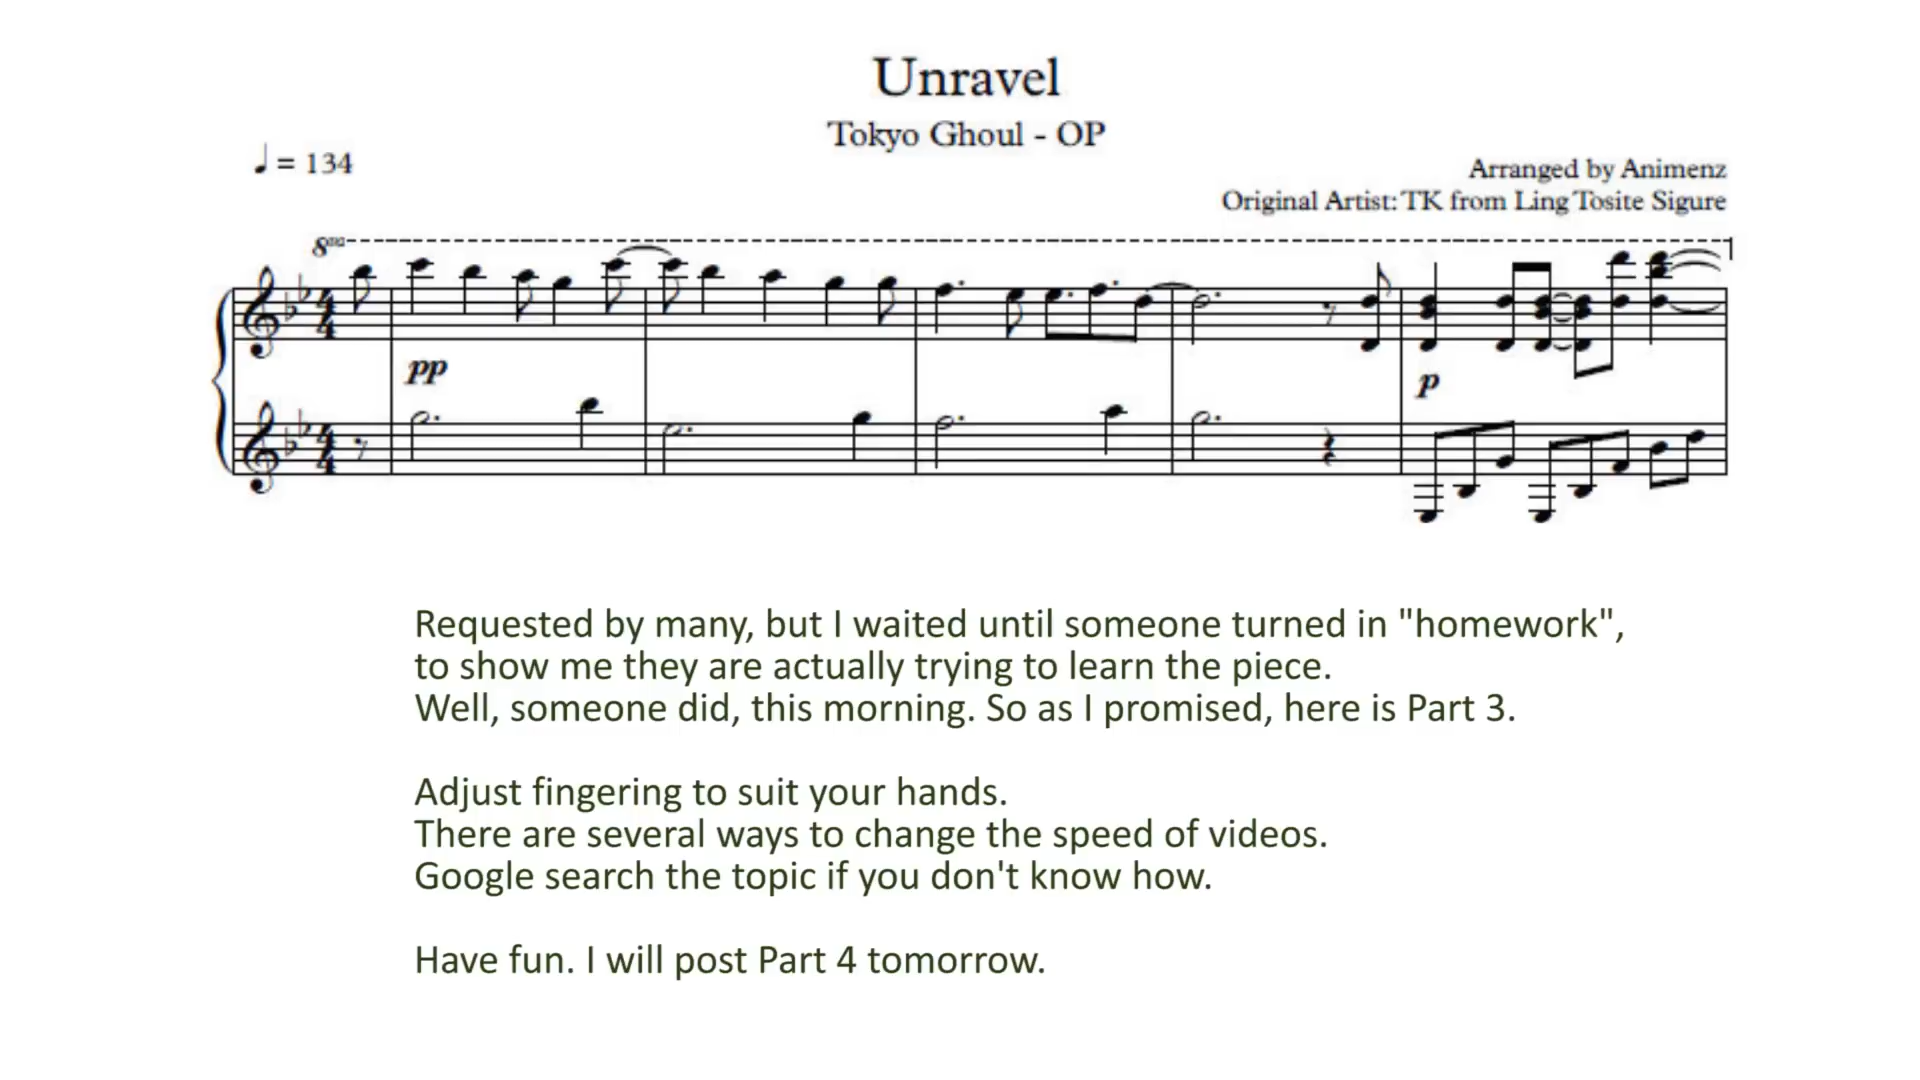 Unravel
Tokyo Ghoul - OP
♩ = 134
Arranged by Animenz
Original Artist: TK from Ling Tosite Sigure
8va
pp
p
Requested by many, but I waited until someone turned in "homework",
to show me they are actually trying to learn the piece.
Well, someone did, this morning. So as I promised, here is Part 3.
Adjust fingering to suit your hands.
There are several ways to change the speed of videos.
Google search the topic if you don't know how.
Have fun. I will post Part 4 tomorrow.